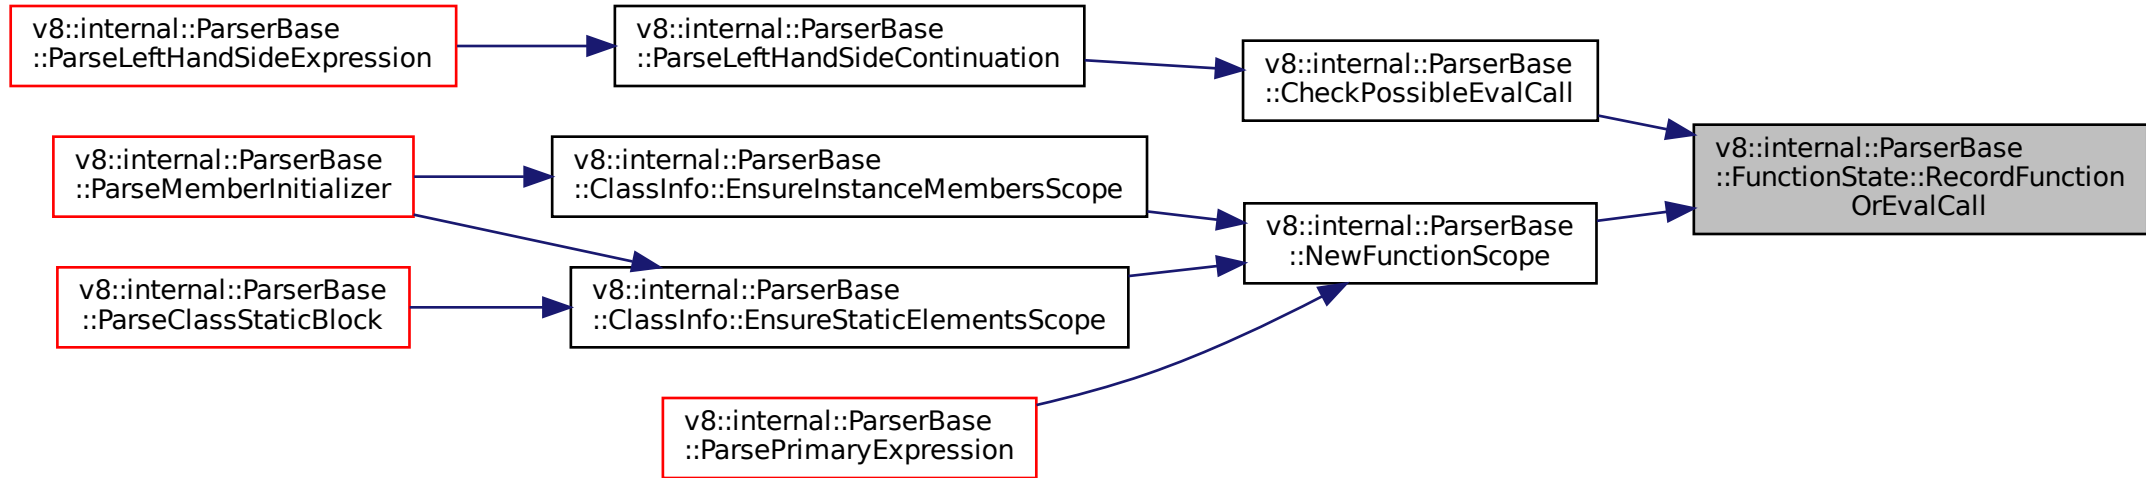 v8::internal::ParserBase
::ParseLeftHandSideExpression
v8::internal::ParserBase
::ParseLeftHandSideContinuation
v8::internal::ParserBase
::CheckPossibleEvalCall
v8::internal::ParserBase
::FunctionState::RecordFunction
OrEvalCall
v8::internal::ParserBase
::ParseMemberInitializer
v8::internal::ParserBase
::ClassInfo::EnsureInstanceMembersScope
v8::internal::ParserBase
::NewFunctionScope
v8::internal::ParserBase
::ParseClassStaticBlock
v8::internal::ParserBase
::ClassInfo::EnsureStaticElementsScope
v8::internal::ParserBase
::ParsePrimaryExpression